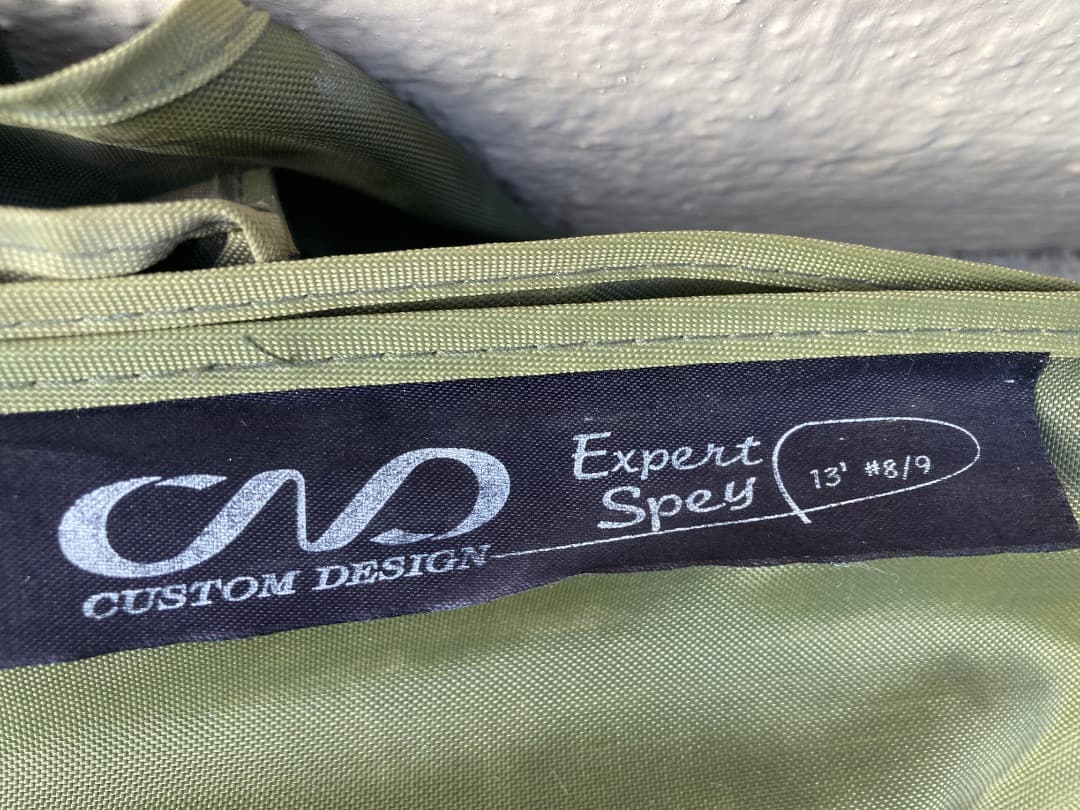 CND
CUSTOM DESIGN
Expert
Spey
13' #8/9